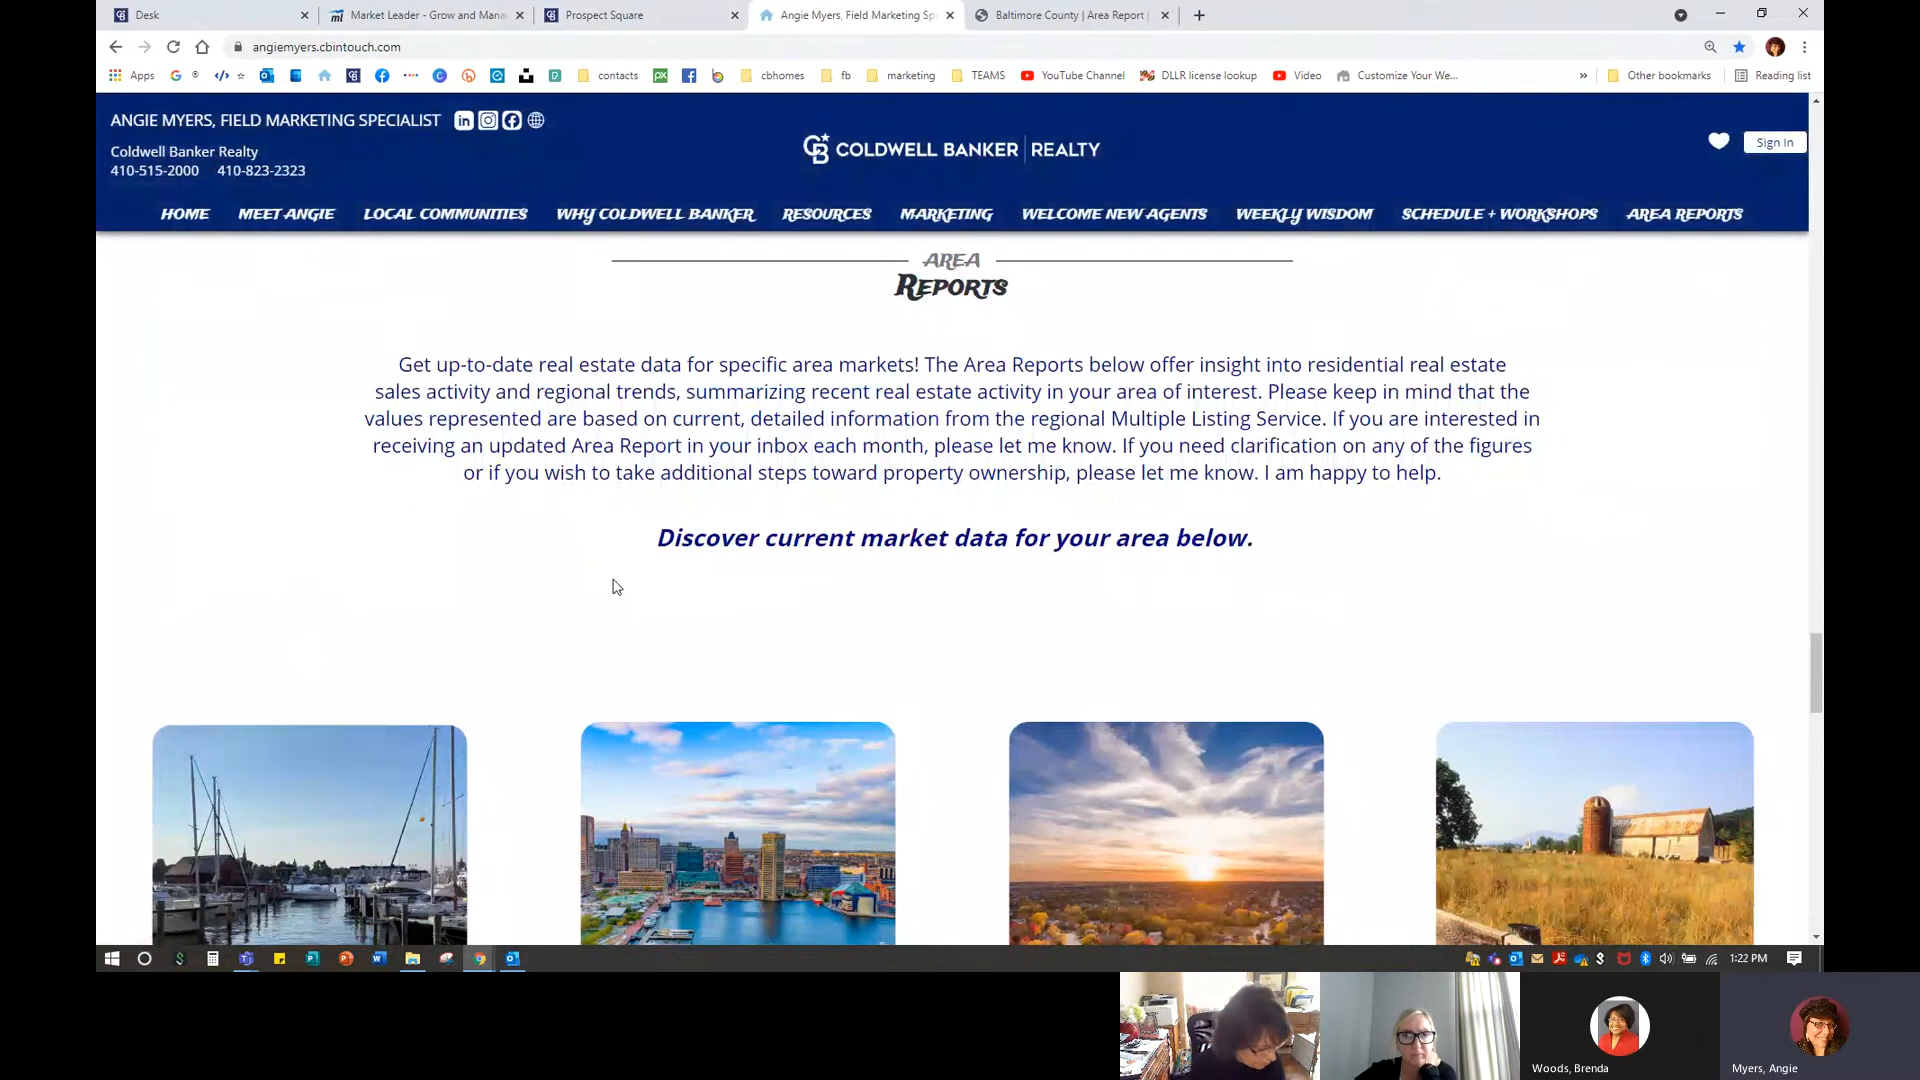 Desk
Market Leader - Grow and Mana
Prospect Square
Angie Myers, Field Marketing Sp
Baltimore County | Area Report |
angiemyers.cbintouch.com
Apps
contacts
cbhomes
fb
marketing
TEAMS
YouTube Channel
DLLR license lookup
Video
Customize Your We...
Other bookmarks
Reading list
ANGIE MYERS, FIELD MARKETING SPECIALIST
Coldwell Banker Realty
410-515-2000 410-823-2323
COLDWELL BANKER REALTY
Sign In
HOME MEET ANGIE LOCAL COMMUNITIES WHY COLDWELL BANKER RESOURCES MARKETING WELCOME NEW AGENTS WEEKLY WISDOM SCHEDULE + WORKSHOPS AREA REPORTS
AREA
REPORTS
Get up-to-date real estate data for specific area markets! The Area Reports below offer insight into residential real estate
sales activity and regional trends, summarizing recent real estate activity in your area of interest. Please keep in mind that the
values represented are based on current, detailed information from the regional Multiple Listing Service. If you are interested in
receiving an updated Area Report in your inbox each month, please let me know. If you need clarification on any of the figures
or if you wish to take additional steps toward property ownership, please let me know. I am happy to help.
Discover current market data for your area below.
1:22 PM
Woods, Brenda
Myers, Angie